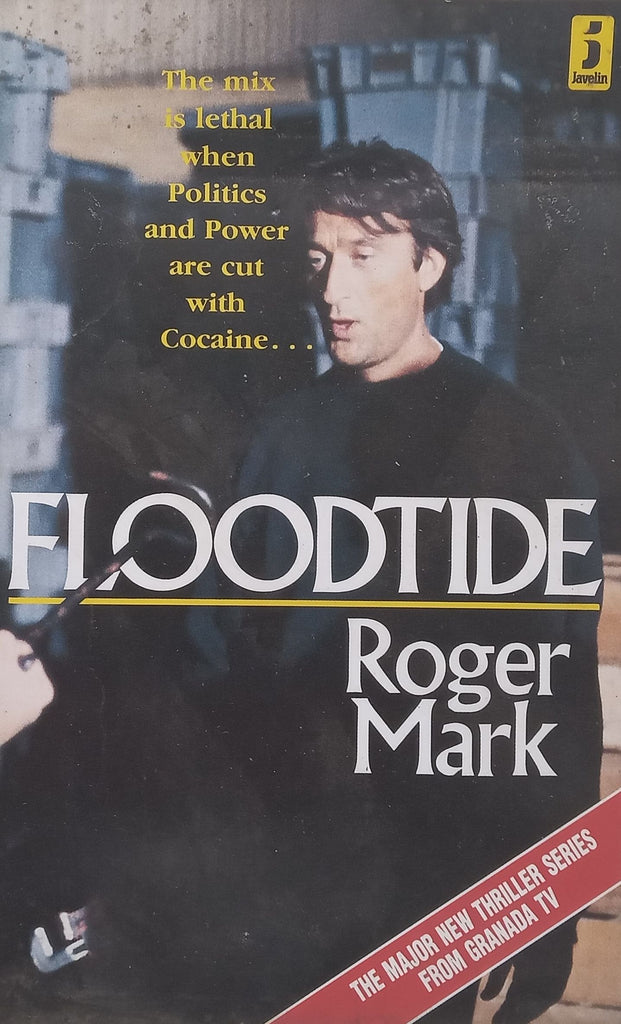 Javelin
The mix
is lethal
when
Politics
and Power
are cut
with
Cocaine...
FLOODTIDE
Roger
Mark
THE MAJOR NEW THRILLER SERIES
FROM GRANADA TV